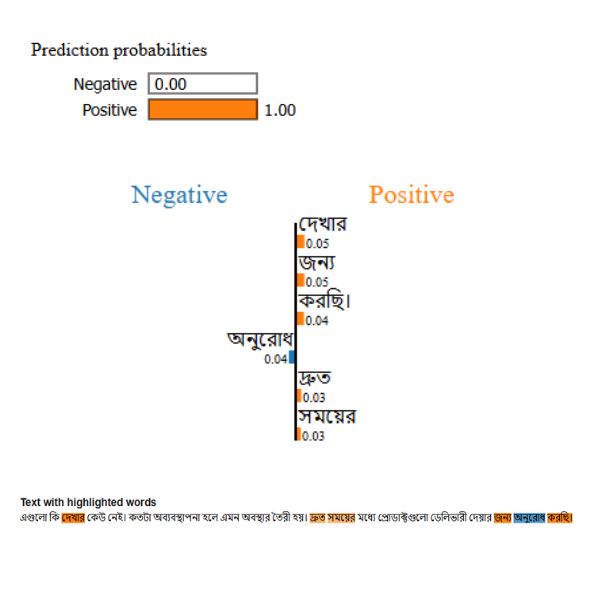 Prediction probabilities
Negative 0.00
Positive 1.00
Negative Positive
দেখার
0.05
জন্য
0.05
করছি।
0.04
অনুরোধ
0.04
দ্রুত
0.03
সময়ের
0.03
Text with highlighted words
এগুলো কি দেখার কেউ নেই। কতটা অব্যবস্থাপনা হলে এমন অবস্থার তৈরী হয়। দ্রুত সময়ের মধ্যে প্রোডাক্টগুলো ডেলিভারী দেয়ার জন্য অনুরোধ করছি।